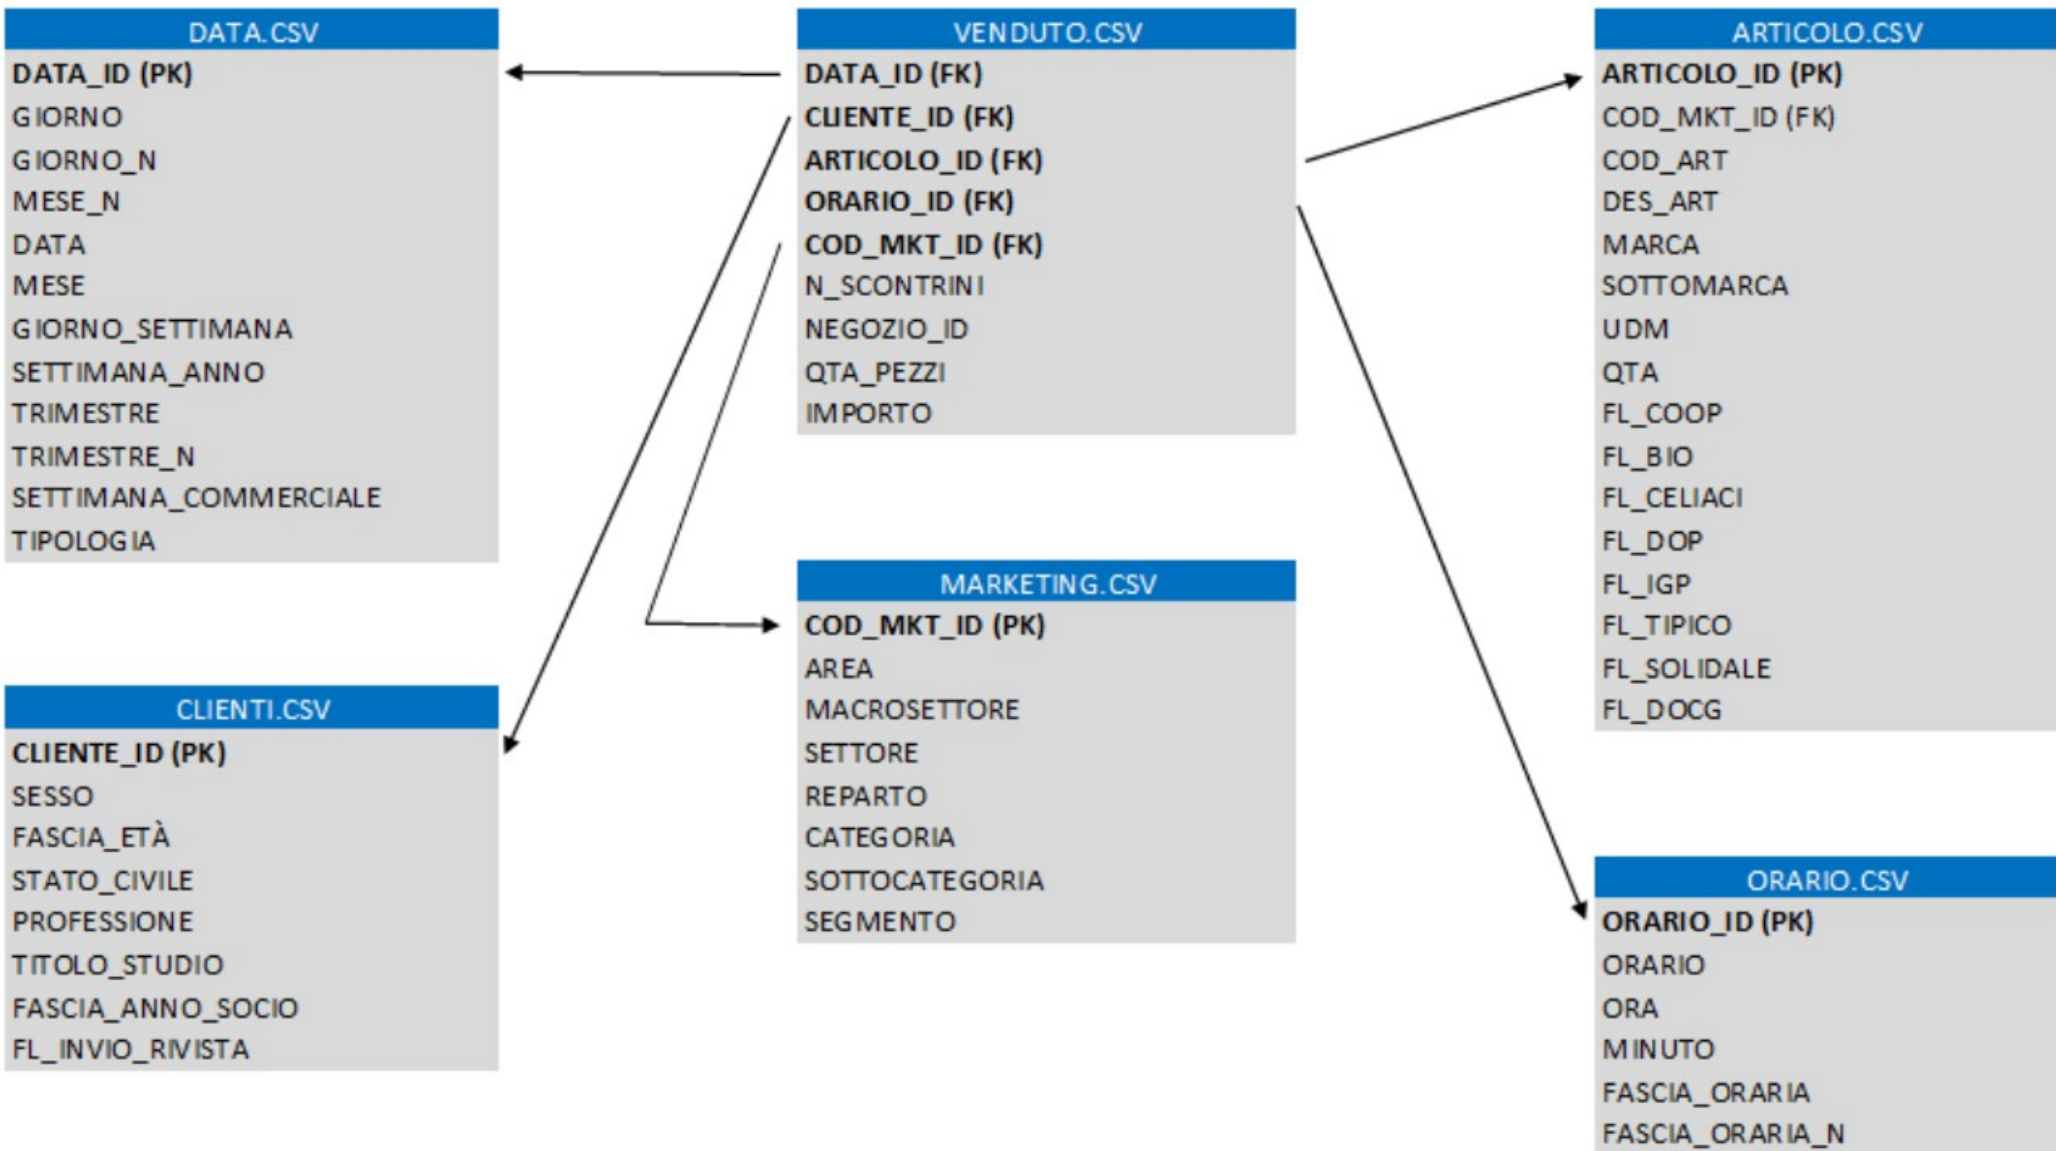 DATA.CSV
DATA_ID (PK)
GIORNO
GIORNO_N
MESE_N
DATA
MESE
GIORNO_SETTIMANA
SETTIMANA_ANNO
TRIMESTRE
TRIMESTRE_N
SETTIMANA_COMMERCIALE
TIPOLOGIA
VENDUTO.CSV
DATA_ID (FK)
CLIENTE_ID (FK)
ARTICOLO_ID (FK)
ORARIO_ID (FK)
COD_MKT_ID (FK)
N_SCONTRINI
NEGOZIO_ID
QTA_PEZZI
IMPORTO
ARTICOLO.CSV
ARTICOLO_ID (PK)
COD_MKT_ID (FK)
COD_ART
DES_ART
MARCA
SOTTOMARCA
UDM
QTA
FL_COOP
FL_BIO
FL_CELIACI
FL_DOP
FL_IGP
FL_TIPICO
FL_SOLIDALE
FL_DOCG
CLIENTI.CSV
CLIENTE_ID (PK)
SESSO
FASCIA_ETÀ
STATO_CIVILE
PROFESSIONE
TITOLO_STUDIO
FASCIA_ANNO_SOCIO
FL_INVIO_RIVISTA
MARKETING.CSV
COD_MKT_ID (PK)
AREA
MACROSETTORE
SETTORE
REPARTO
CATEGORIA
SOTTOCATEGORIA
SEGMENTO
ORARIO.CSV
ORARIO_ID (PK)
ORARIO
ORA
MINUTO
FASCIA_ORARIA
FASCIA_ORARIA_N